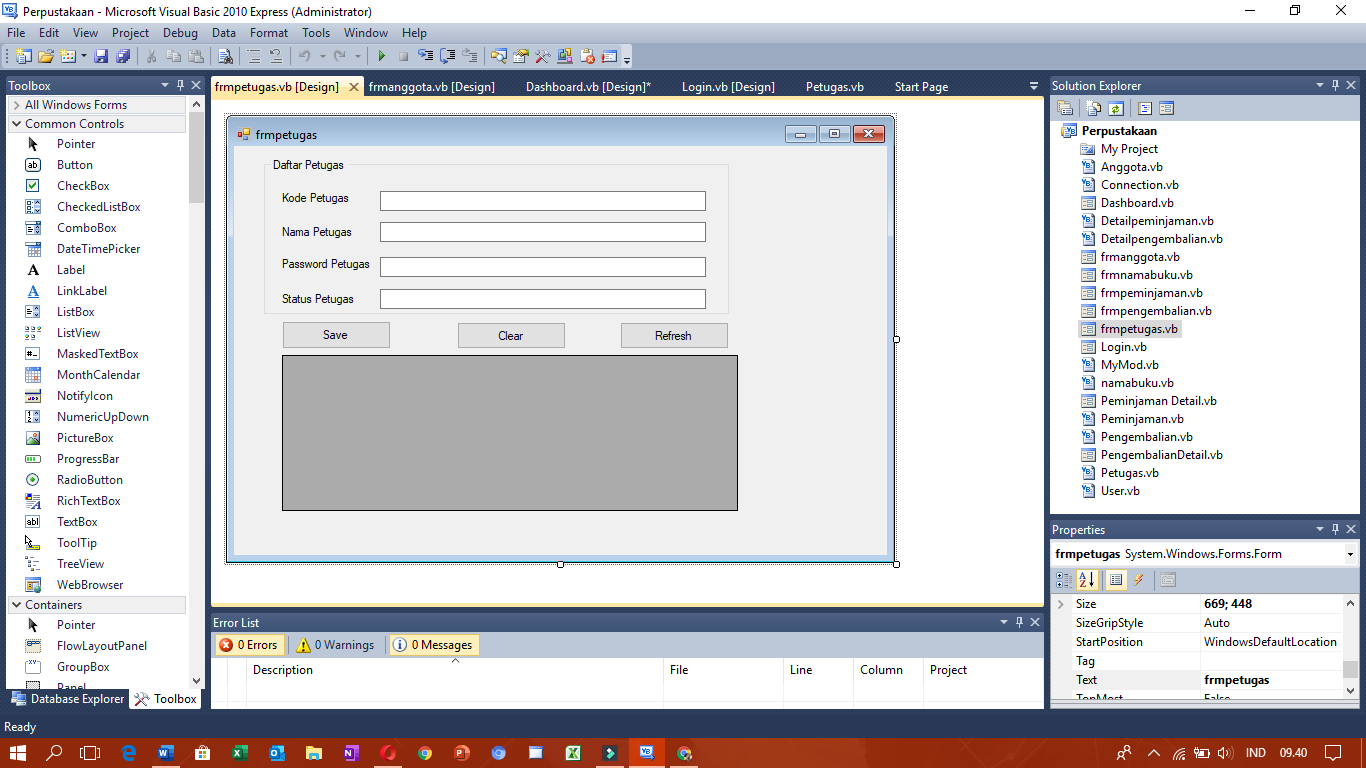 Perpustakaan - Microsoft Visual Basic 2010 Express (Administrator)
File Edit View Project Debug Data Format Tools Window Help
Toolbox
All Windows Forms
Common Controls
Pointer
Button
CheckBox
CheckedListBox
ComboBox
DateTimePicker
Label
LinkLabel
ListBox
ListView
MaskedTextBox
MonthCalendar
NotifyIcon
NumericUpDown
PictureBox
ProgressBar
RadioButton
RichTextBox
TextBox
ToolTip
TreeView
WebBrowser
Containers
Pointer
FlowLayoutPanel
GroupBox
Panel
Database Explorer Toolbox
frmpetugas.vb [Design] frmanggota.vb [Design] Dashboard.vb [Design]* Login.vb [Design] Petugas.vb Start Page
frmpetugas
Daftar Petugas
Kode Petugas
Nama Petugas
Password Petugas
Status Petugas
Save Clear Refresh
Error List
0 Errors 0 Warnings 0 Messages
Description File Line Column Project
Solution Explorer
Perpustakaan
My Project
Anggota.vb
Connection.vb
Dashboard.vb
Detailpeminjaman.vb
Detailpengembalian.vb
frmanggota.vb
frmnamabuku.vb
frmpeminjaman.vb
frmpengembalian.vb
frmpetugas.vb
Login.vb
MyMod.vb
namabuku.vb
Peminjaman Detail.vb
Peminjaman.vb
Pengembalian.vb
PengembalianDetail.vb
Petugas.vb
User.vb
Properties
frmpetugas System.Windows.Forms.Form
Size 669; 448
SizeGripStyle Auto
StartPosition WindowsDefaultLocation
Tag
Text frmpetugas
TopMost False
Ready
IND 09.40